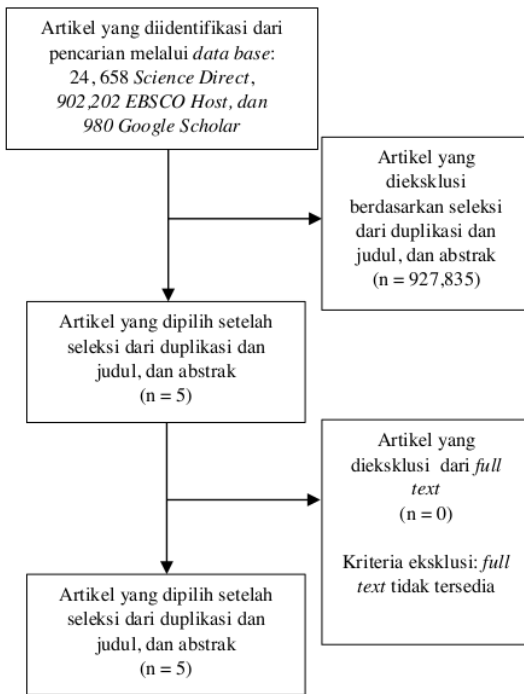 Artikel yang diidentifikasi dari
pencarian melalui data base:
24, 658 Science Direct,
902,202 EBSCO Host, dan
980 Google Scholar
Artikel yang
dieksklusi
berdasarkan seleksi
dari duplikasi dan
judul, dan abstrak
(n = 927,835)
Artikel yang dipilih setelah
seleksi dari duplikasi dan
judul, dan abstrak
(n = 5)
Artikel yang
dieksklusi dari full
text
(n = 0)
Kriteria eksklusi: full
text tidak tersedia
Artikel yang dipilih setelah
seleksi dari duplikasi dan
judul, dan abstrak
(n = 5)